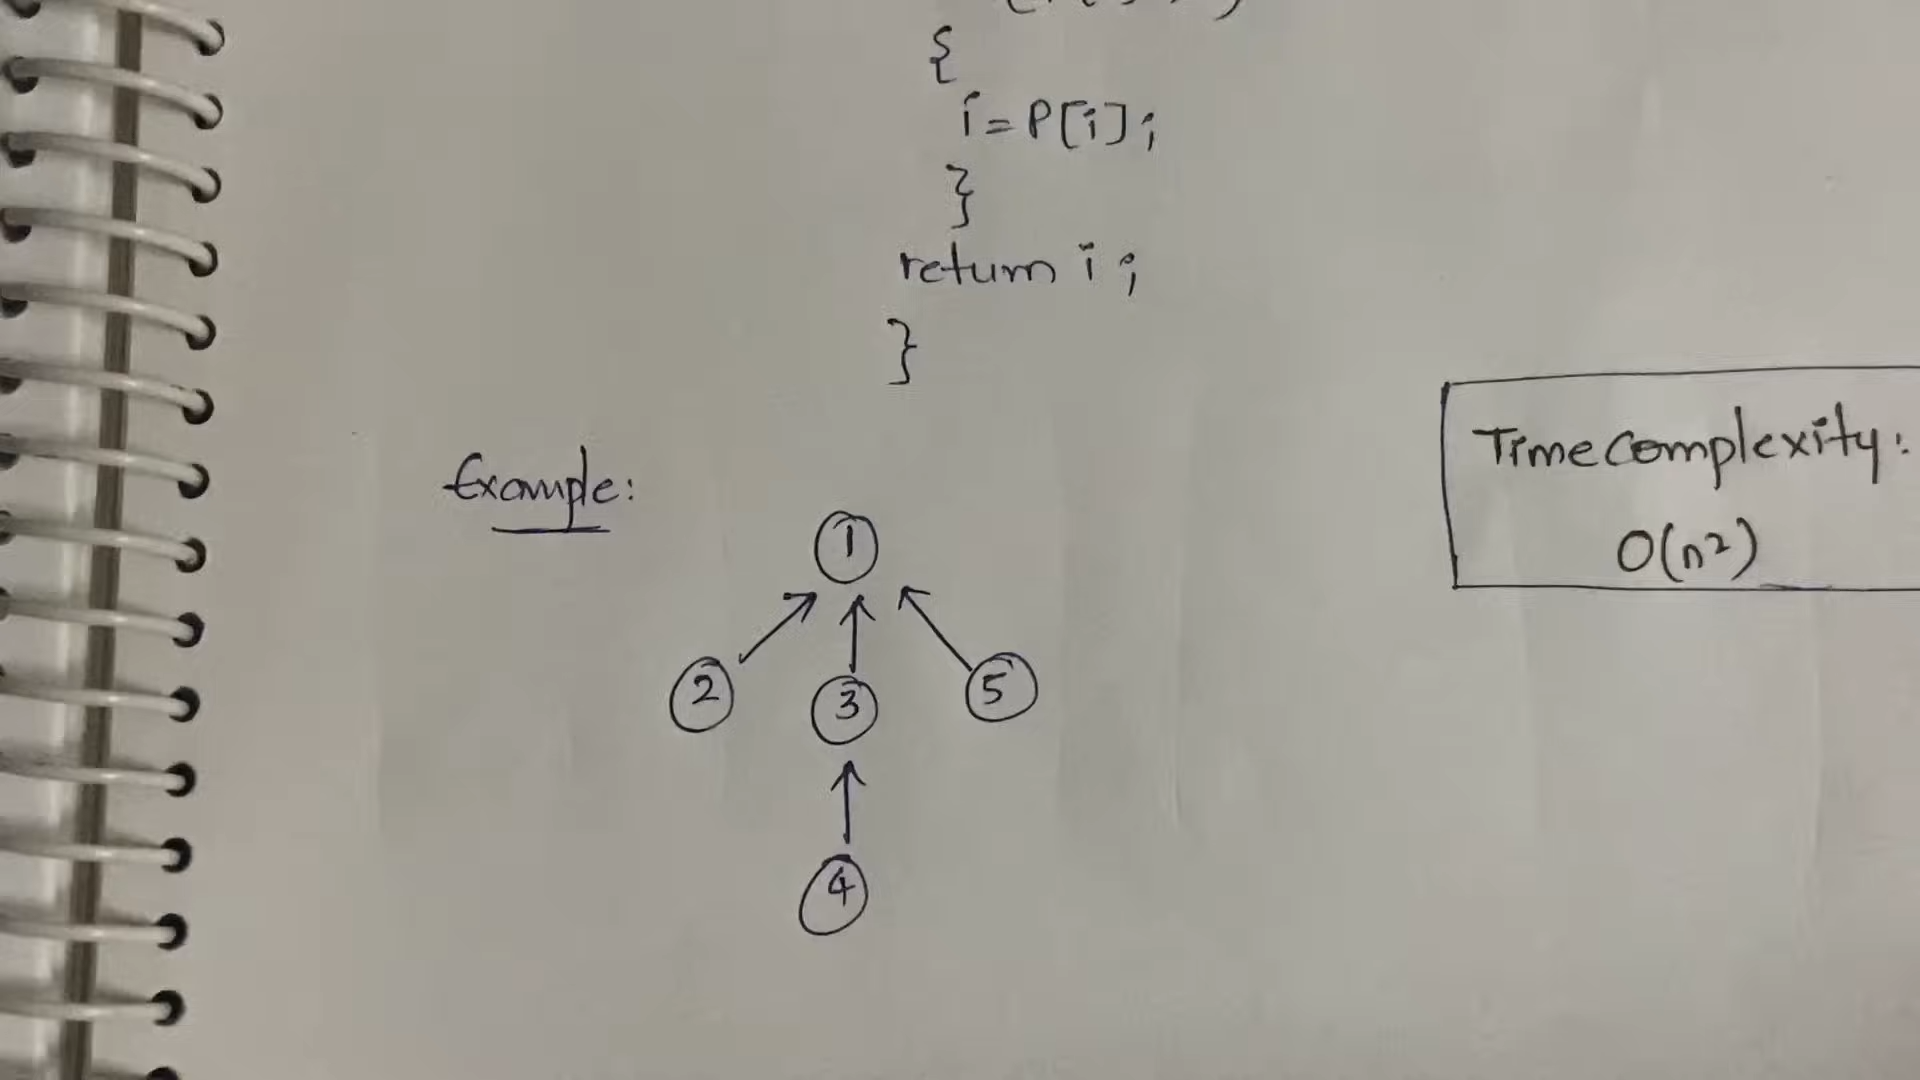 {
i=P[i];
}
return i;
}
Example:
Time complexity:
O(n²)
1
2 3 5
4